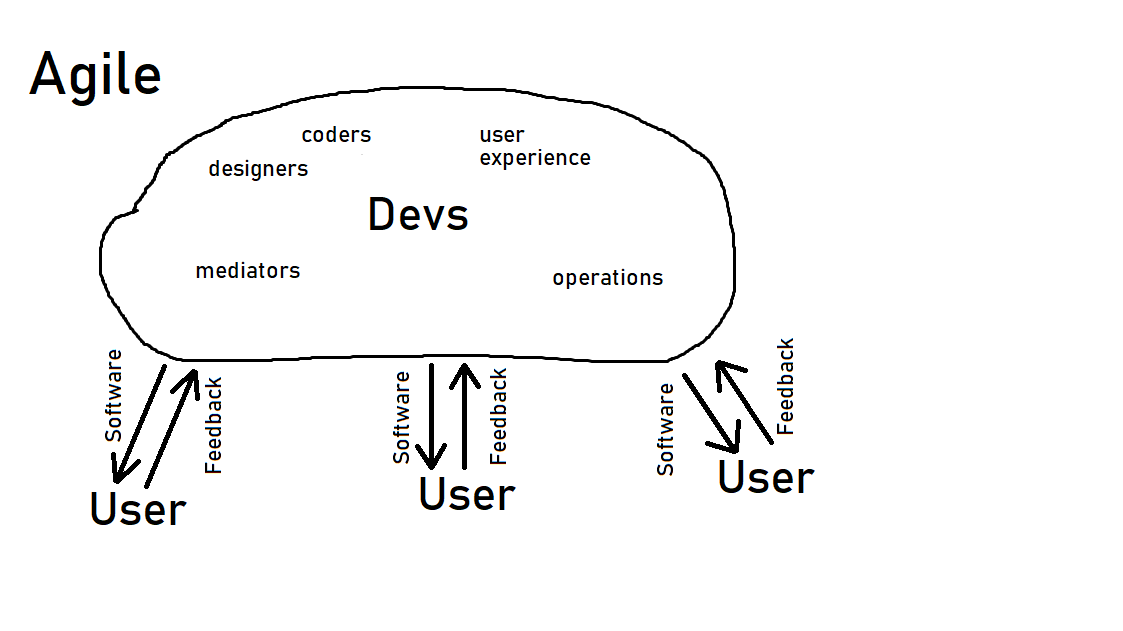 Agile
coders
user
experience
designers
Devs
mediators
operations
Software
Feedback
Software
Feedback
Software
Feedback
User
User
User